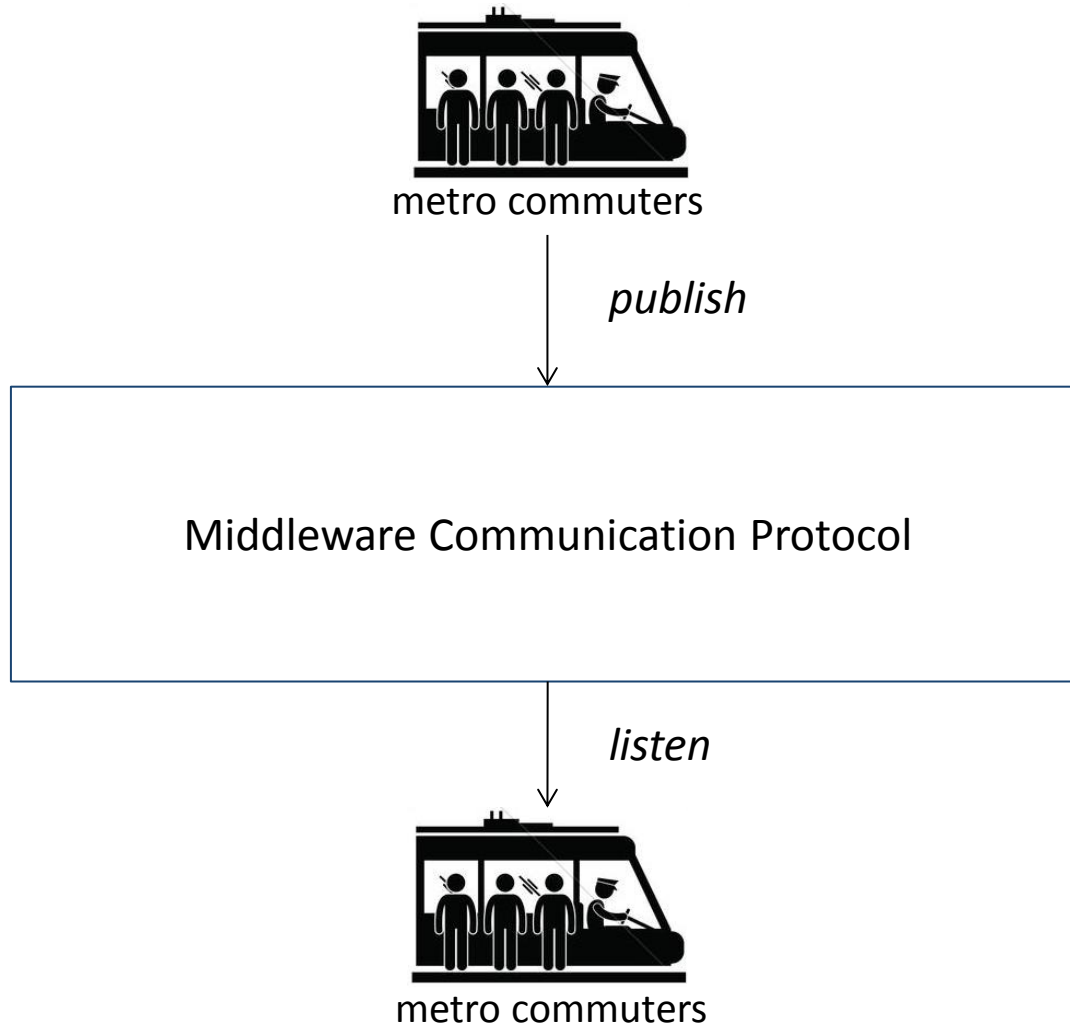 metro commuters
publish
Middleware Communication Protocol
listen
metro commuters